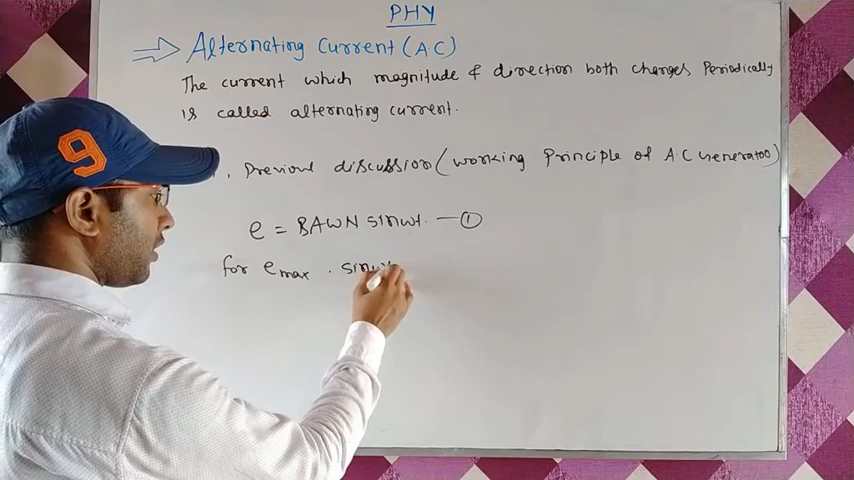 PHY
Alternating Current (AC)
The current which magnitude & direction both changes Periodically
is called alternating current.
. Previous discussion (working Principle of A.C Generator)
e = BAWN sinwt. — ①
for emax . sinwt
9